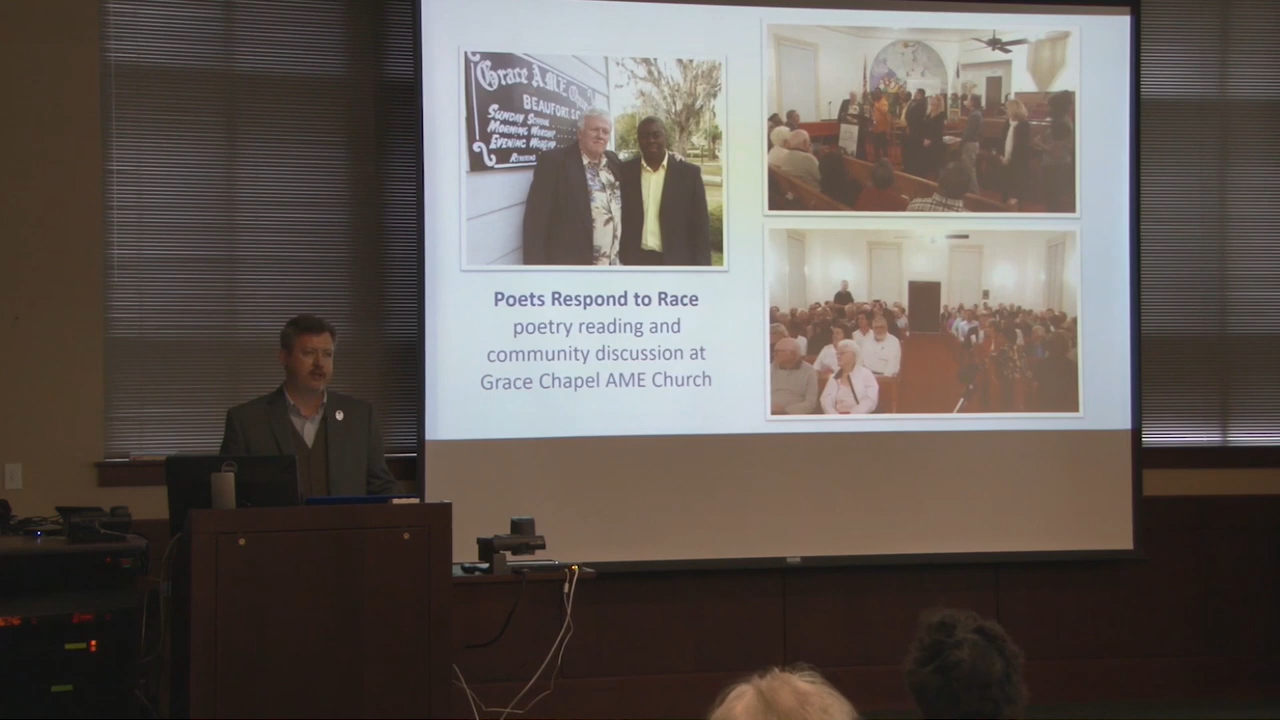 Grace AME
BEAUFORT, S.C.
SUNDAY SCHOOL
MORNING WORSHIP
EVENING WORSHIP
Poets Respond to Race
poetry reading and
community discussion at
Grace Chapel AME Church